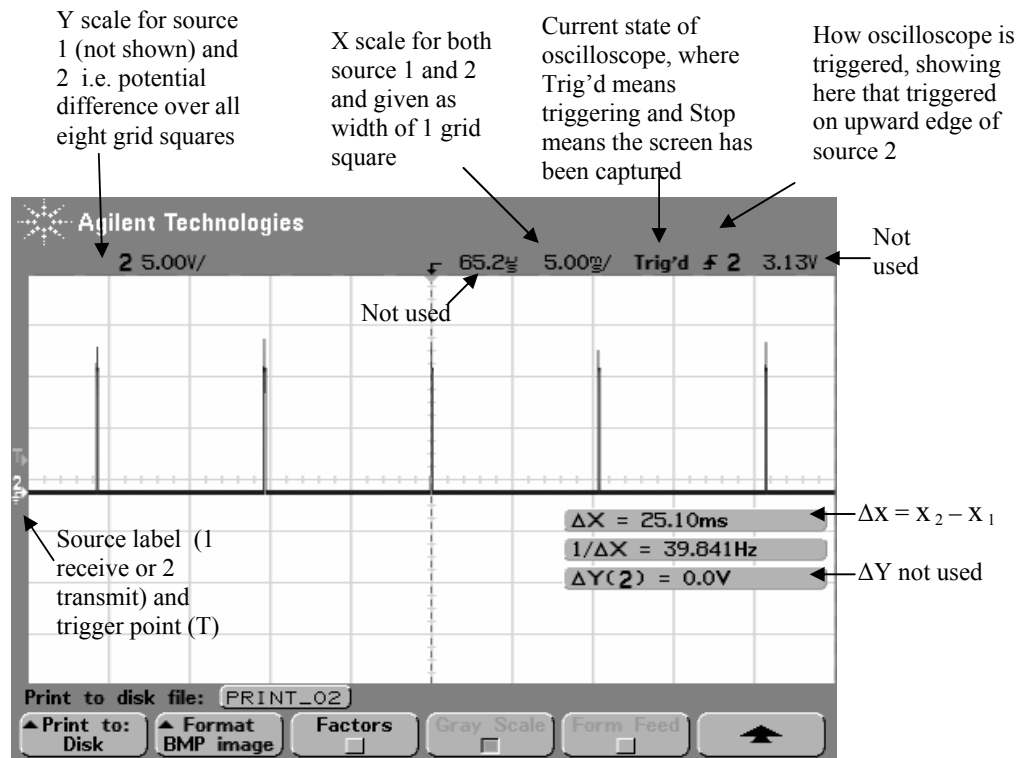 Y scale for source
1 (not shown) and
2 i.e. potential
difference over all
eight grid squares
X scale for both
source 1 and 2
and given as
width of 1 grid
square
Current state of
oscilloscope, where
Trig'd means
triggering and Stop
means the screen has
been captured
How oscilloscope is
triggered, showing
here that triggered
on upward edge of
source 2
Agilent Technologies
2 5.00V/ 65.2µs 5.00ms/ Trig'd 2 3.13V
Not
used
Not used
T
2
Source label (1
receive or 2
transmit) and
trigger point (T)
ΔX = 25.10ms
1/ΔX = 39.841Hz
ΔY(2) = 0.0V
Δx = x 2 – x 1
ΔY not used
Print to disk file: PRINT_02
Print to:
Disk
Format
BMP image
Factors
Gray Scale
Form Feed